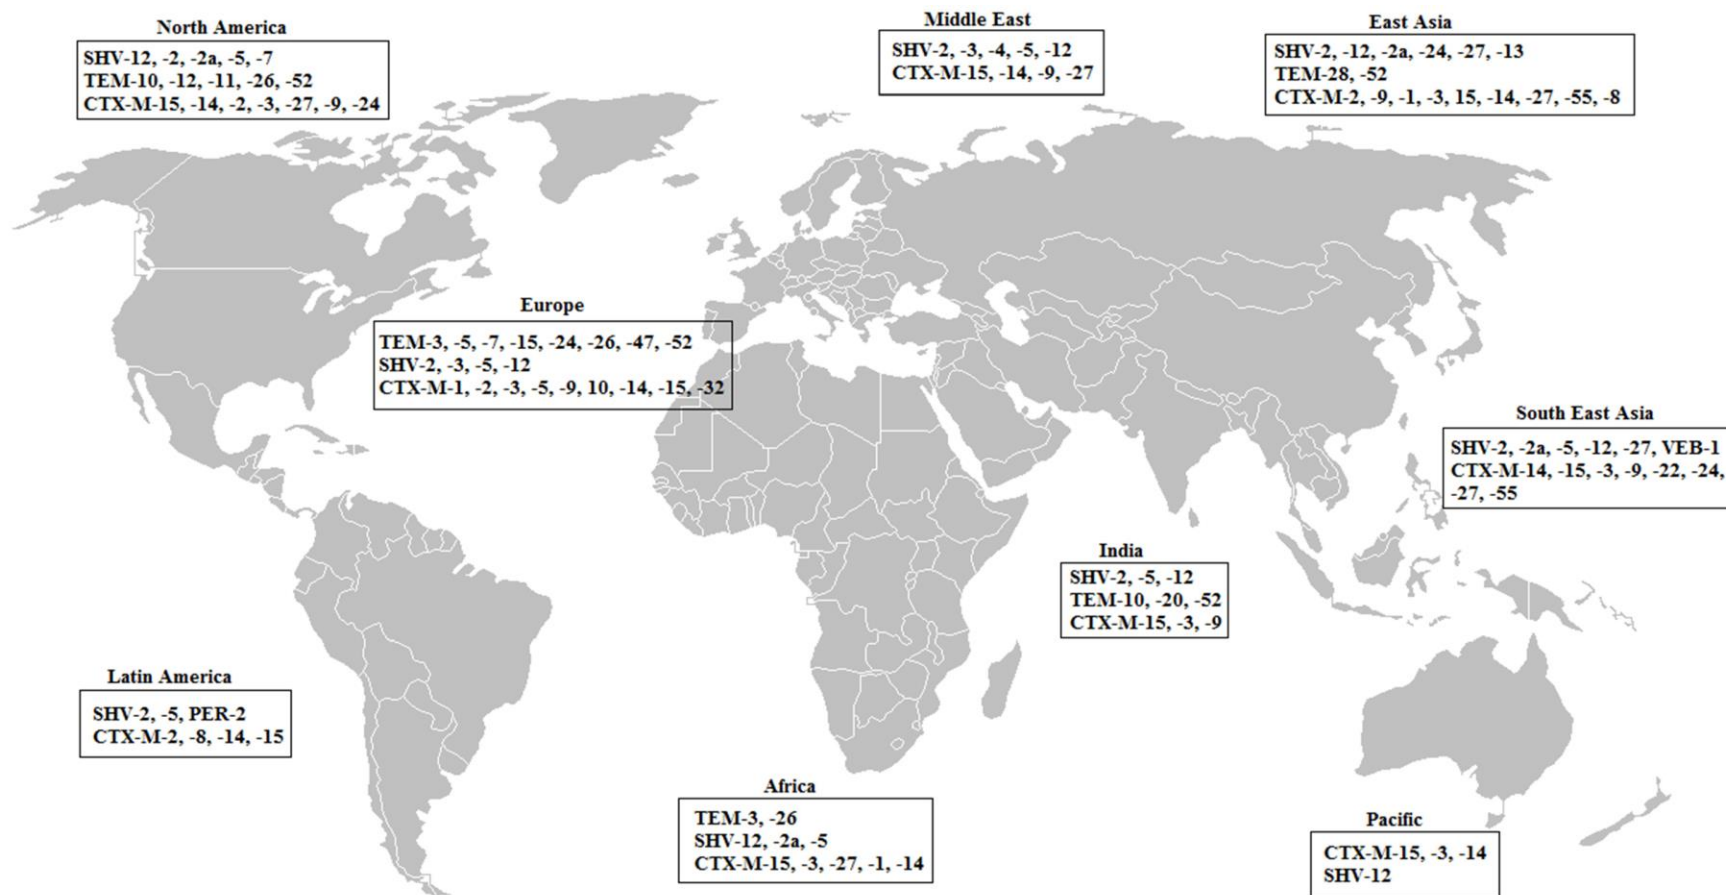 North America
SHV-12, -2, -2a, -5, -7
TEM-10, -12, -11, -26, -52
CTX-M-15, -14, -2, -3, -27, -9, -24
Middle East
SHV-2, -3, -4, -5, -12
CTX-M-15, -14, -9, -27
East Asia
SHV-2, -12, -2a, -24, -27, -13
TEM-28, -52
CTX-M-2, -9, -1, -3, 15, -14, -27, -55, -8
Europe
TEM-3, -5, -7, -15, -24, -26, -47, -52
SHV-2, -3, -5, -12
CTX-M-1, -2, -3, -5, -9, 10, -14, -15, -32
South East Asia
SHV-2, -2a, -5, -12, -27, VEB-1
CTX-M-14, -15, -3, -9, -22, -24,
-27, -55
India
SHV-2, -5, -12
TEM-10, -20, -52
CTX-M-15, -3, -9
Latin America
SHV-2, -5, PER-2
CTX-M-2, -8, -14, -15
Africa
TEM-3, -26
SHV-12, -2a, -5
CTX-M-15, -3, -27, -1, -14
Pacific
CTX-M-15, -3, -14
SHV-12